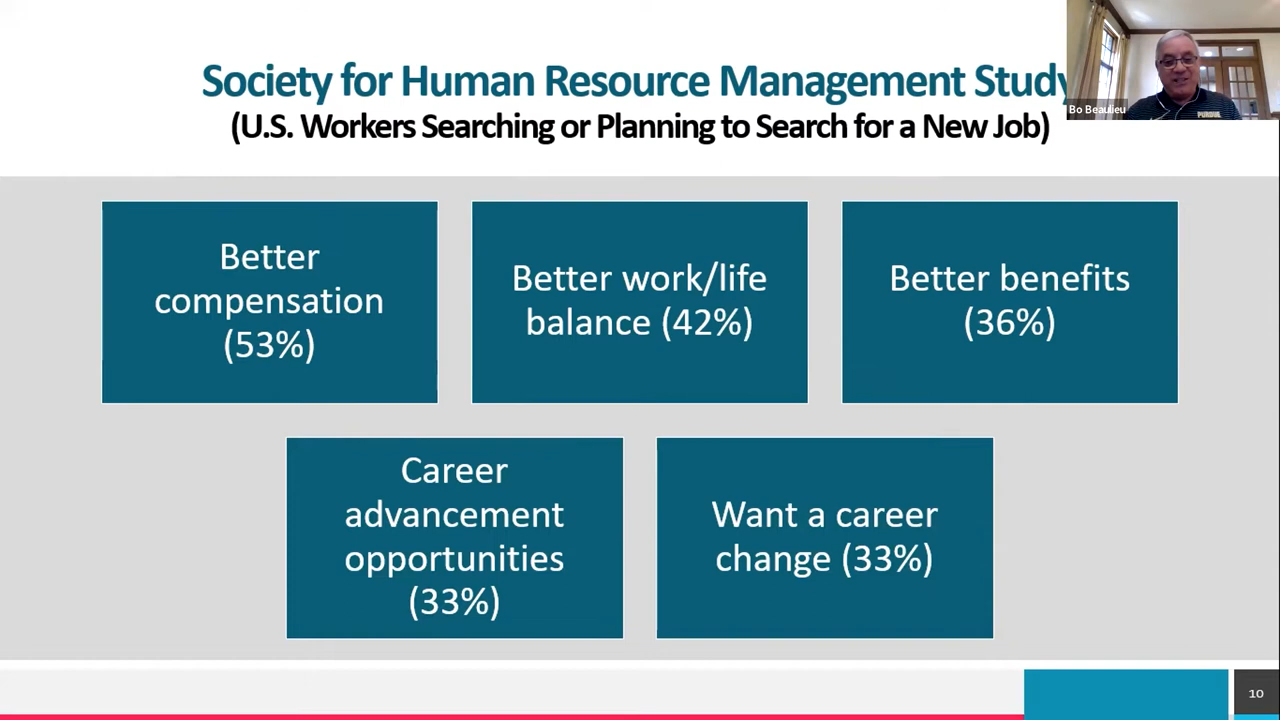 Society for Human Resource Management Study
(U.S. Workers Searching or Planning to Search for a New Job)
Bo Beaulieu
PURDUE
Better
compensation
(53%)
Better work/life
balance (42%)
Better benefits
(36%)
Career
advancement
opportunities
(33%)
Want a career
change (33%)
10